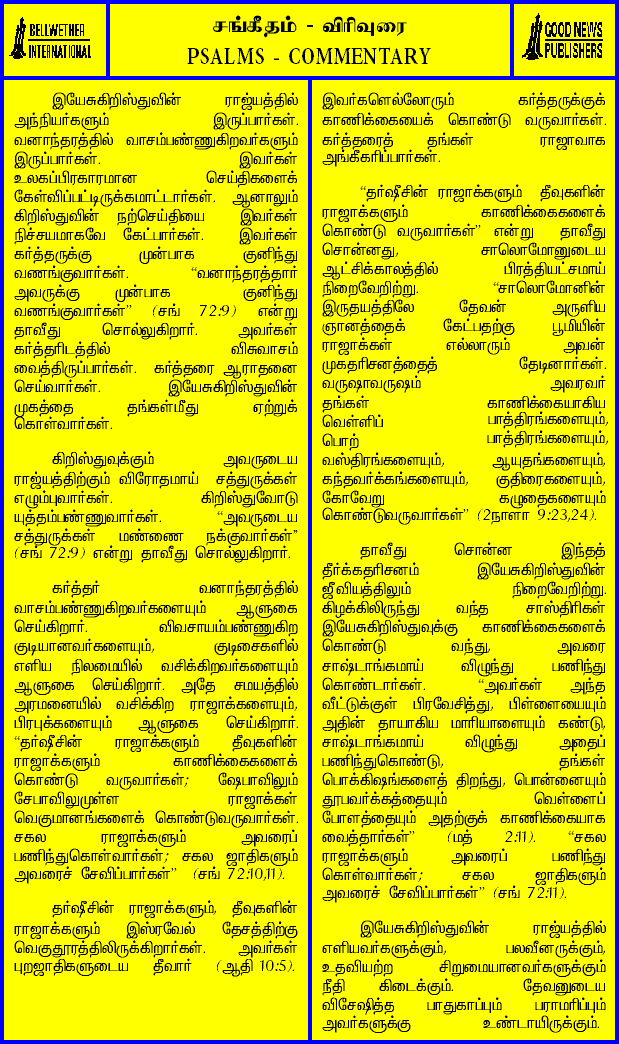 BELLWETHER
INTERNATIONAL
சங்கீதம் - விரிவுரை
PSALMS - COMMENTARY
GOOD NEWS
PUBLISHERS
இயேசுகிறிஸ்துவின் ராஜ்யத்தில்
அந்நியர்களும் இருப்பார்கள்.
வனாந்தரத்தில் வாசம்பண்ணுகிறவர்களும்
இருப்பார்கள். இவர்கள்
உலகப்பிரகாரமான செய்திகளைக்
கேள்விப்பட்டிருக்கமாட்டார்கள். ஆனாலும்
கிறிஸ்துவின் நற்செய்தியை இவர்கள்
நிச்சயமாகவே கேட்பார்கள். இவர்கள்
கர்த்தருக்கு முன்பாக குனிந்து
வணங்குவார்கள். “வனாந்தரத்தார்
அவருக்கு முன்பாக குனிந்து
வணங்குவார்கள்” (சங் 72:9) என்று
தாவீது சொல்லுகிறார். அவர்கள்
கர்த்தரிடத்தில் விசுவாசம்
வைத்திருப்பார்கள். கர்த்தரை ஆராதனை
செய்வார்கள். இயேசுகிறிஸ்துவின்
முகத்தை தங்கள்மீது ஏற்றுக்
கொள்வார்கள்.
கிறிஸ்துவுக்கும் அவருடைய
ராஜ்யத்திற்கும் விரோதமாய் சத்துருக்கள்
எழும்புவார்கள். கிறிஸ்துவோடு
யுத்தம்பண்ணுவார்கள். “அவருடைய
சத்துருக்கள் மண்ணை நக்குவார்கள்”
(சங் 72:9) என்று தாவீது சொல்லுகிறார்.
கர்த்தர் வனாந்தரத்தில்
வாசம்பண்ணுகிறவர்களையும் ஆளுகை
செய்கிறார். விவசாயம்பண்ணுகிற
குடியானவர்களையும், குடிசைகளில்
எளிய நிலமையில் வசிக்கிறவர்களையும்
ஆளுகை செய்கிறார். அதே சமயத்தில்
அரமனையில் வசிக்கிற ராஜாக்களையும்,
பிரபுக்களையும் ஆளுகை செய்கிறார்.
“தர்ஷீசின் ராஜாக்களும் தீவுகளின்
ராஜாக்களும் காணிக்கைகளைக்
கொண்டு வருவார்கள்; ஷேபாவிலும்
சேபாவிலுமுள்ள ராஜாக்கள்
வெகுமானங்களைக் கொண்டுவருவார்கள்.
சகல ராஜாக்களும் அவரைப்
பணிந்துகொள்வார்கள்; சகல ஜாதிகளும்
அவரைச் சேவிப்பார்கள்” (சங் 72:10,11).
தர்ஷீசின் ராஜாக்களும், தீவுகளின்
ராஜாக்களும் இஸ்ரவேல் தேசத்திற்கு
வெகுதூரத்திலிருக்கிறார்கள். அவர்கள்
புறஜாதிகளுடைய தீவார் (ஆதி 10:5).
இவர்களெல்லோரும் கர்த்தருக்குக்
காணிக்கையைக் கொண்டு வருவார்கள்.
கர்த்தரைத் தங்கள் ராஜாவாக
அங்கீகரிப்பார்கள்.
“தர்ஷீசின் ராஜாக்களும் தீவுகளின்
ராஜாக்களும் காணிக்கைகளைக்
கொண்டு வருவார்கள்” என்று தாவீது
சொன்னது, சாலொமோனுடைய
ஆட்சிக்காலத்தில் பிரத்தியட்சமாய்
நிறைவேறிற்று. “சாலொமோனின்
இருதயத்திலே தேவன் அருளிய
ஞானத்தைக் கேட்பதற்கு பூமியின்
ராஜாக்கள் எல்லாரும் அவன்
முகதரிசனத்தைத் தேடினார்கள்.
வருஷாவருஷம் அவரவர்
தங்கள் காணிக்கையாகிய
வெள்ளிப் பாத்திரங்களையும்,
பொற் பாத்திரங்களையும்,
வஸ்திரங்களையும், ஆயுதங்களையும்,
கந்தவர்க்கங்களையும், குதிரைகளையும்,
கோவேறு கழுதைகளையும்
கொண்டுவருவார்கள்” (2நாளா 9:23,24).
தாவீது சொன்ன இந்தத்
தீர்க்கதரிசனம் இயேசுகிறிஸ்துவின்
ஜீவியத்திலும் நிறைவேறிற்று.
கிழக்கிலிருந்து வந்த சாஸ்திரிகள்
இயேசுகிறிஸ்துவுக்கு காணிக்கைகளைக்
கொண்டு வந்து, அவரை
சாஷ்டாங்கமாய் விழுந்து பணிந்து
கொண்டார்கள். “அவர்கள் அந்த
வீட்டுக்குள் பிரவேசித்து, பிள்ளையையும்
அதின் தாயாகிய மாரியாளையும் கண்டு,
சாஷ்டாங்கமாய் விழுந்து அதைப்
பணிந்துகொண்டு, தங்கள்
பொக்கிஷங்களைத் திறந்து, பொன்னையும்
தூபவர்க்கத்தையும் வெள்ளைப்
போளத்தையும் அதற்குக் காணிக்கையாக
வைத்தார்கள்” (மத் 2:11). “சகல
ராஜாக்களும் அவரைப் பணிந்து
கொள்வார்கள்; சகல ஜாதிகளும்
அவரைச் சேவிப்பார்கள்” (சங் 72:11).
இயேசுகிறிஸ்துவின் ராஜ்யத்தில்
எளியவர்களுக்கும், பலவீனருக்கும்,
உதவியற்ற சிறுமையானவர்களுக்கும்
நீதி கிடைக்கும். தேவனுடைய
விசேஷித்த பாதுகாப்பும் பராமரிப்பும்
அவர்களுக்கு உண்டாயிருக்கும்.